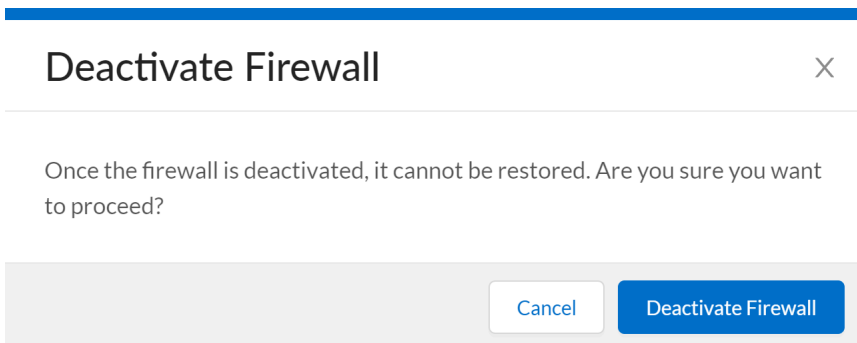 Deactivate Firewall
X
Once the firewall is deactivated, it cannot be restored. Are you sure you want
to proceed?
Cancel
Deactivate Firewall